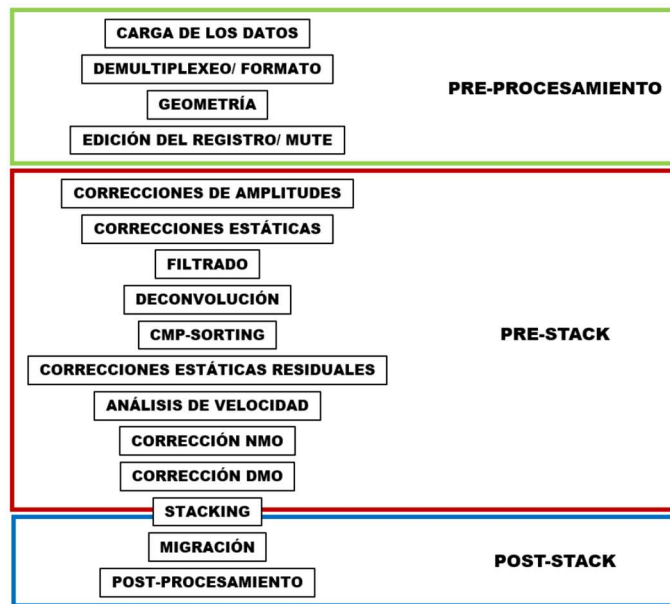 CARGA DE LOS DATOS
DEMULTIPLEXEO/ FORMATO
GEOMETRÍA
EDICIÓN DEL REGISTRO/ MUTE
PRE-PROCESAMIENTO
CORRECCIONES DE AMPLITUDES
CORRECCIONES ESTÁTICAS
FILTRADO
DECONVOLUCIÓN
CMP-SORTING
CORRECCIONES ESTÁTICAS RESIDUALES
ANÁLISIS DE VELOCIDAD
CORRECCIÓN NMO
CORRECCIÓN DMO
PRE-STACK
STACKING
MIGRACIÓN
POST-PROCESAMIENTO
POST-STACK